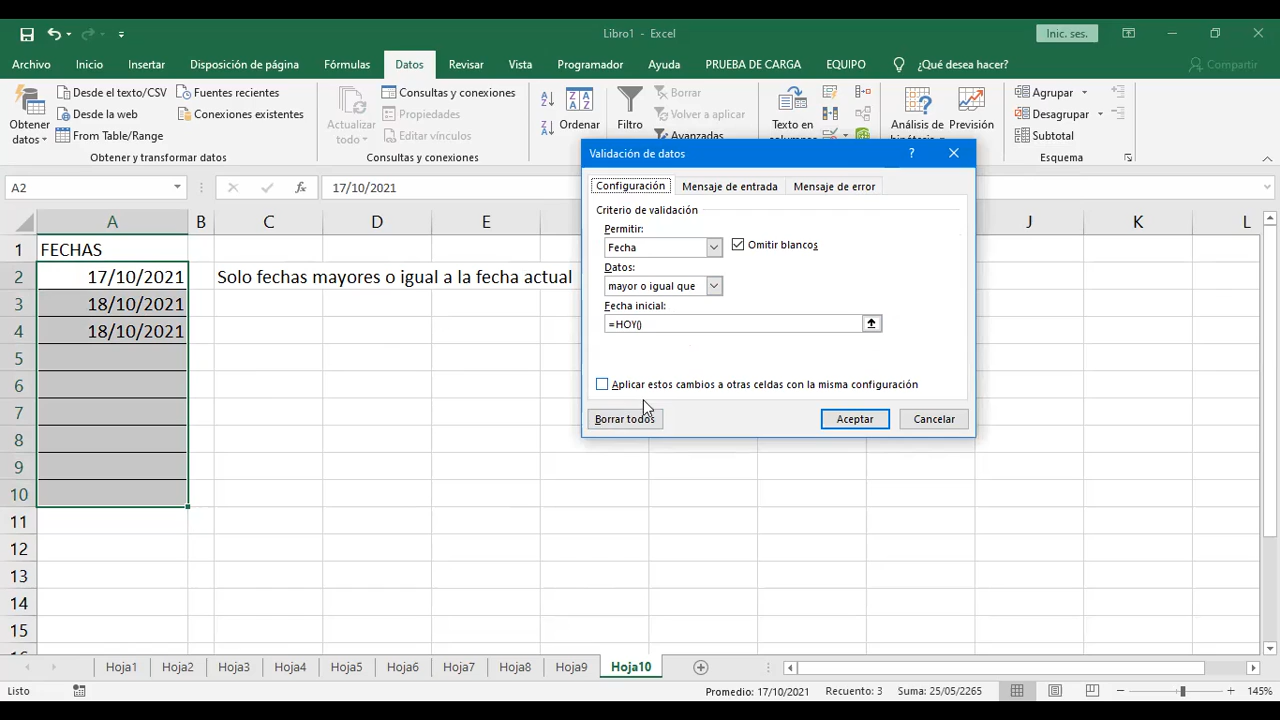 Libro1 - Excel
Inic. ses.
Archivo Inicio Insertar Disposición de página Fórmulas Datos Revisar Vista Programador Ayuda PRUEBA DE CARGA EQUIPO ¿Qué desea hacer? Compartir
Obtener datos
Desde el texto/CSV
Desde la web
From Table/Range
Fuentes recientes
Conexiones existentes
Obtener y transformar datos
Actualizar todo
Consultas y conexiones
Propiedades
Editar vínculos
Consultas y conexiones
Ordenar
Filtro
Borrar
Volver a aplicar
Avanzadas
Texto en
Análisis de
Previsión
Agrupar
Desagrupar
Subtotal
Esquema
A2 fx 17/10/2021
A B C D E J K L
1 FECHAS
2 17/10/2021 Solo fechas mayores o igual a la fecha actual
3 18/10/2021
4 18/10/2021
5
6
7
8
9
10
11
12
13
14
15
Validación de datos ?
Configuración Mensaje de entrada Mensaje de error
Criterio de validación
Permitir:
Fecha Omitir blancos
Datos:
mayor o igual que
Fecha inicial:
=HOY()
Aplicar estos cambios a otras celdas con la misma configuración
Borrar todos Aceptar Cancelar
Hoja1 Hoja2 Hoja3 Hoja4 Hoja5 Hoja6 Hoja7 Hoja8 Hoja9 Hoja10
Listo Promedio: 17/10/2021 Recuento: 3 Suma: 25/05/2265 145%